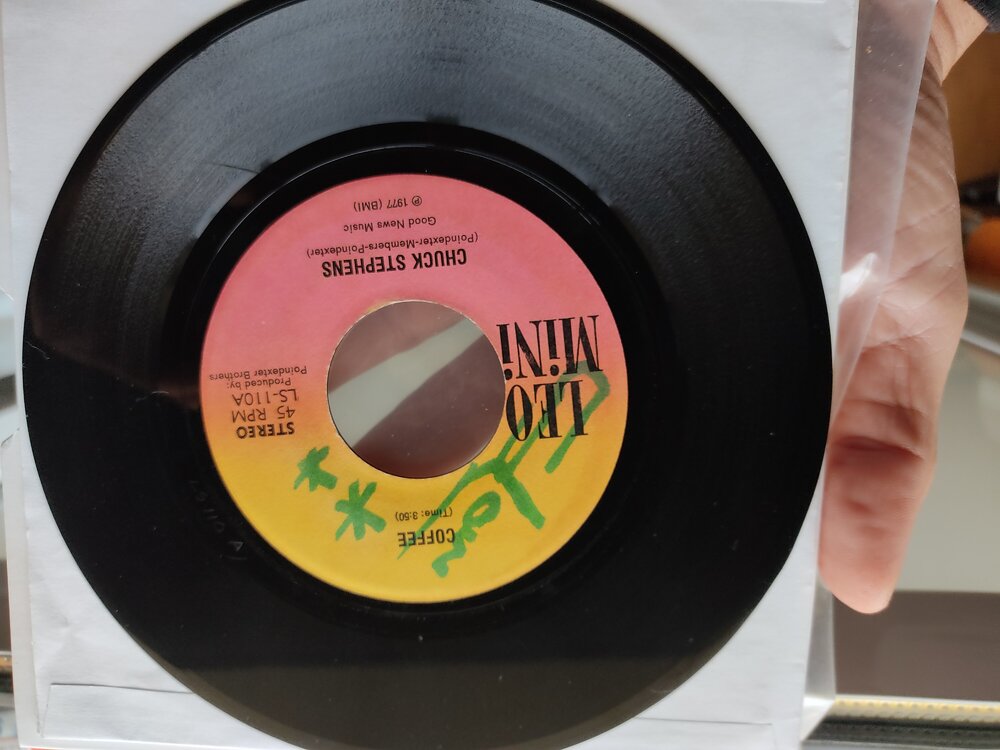 LEO
MiNi
COFFEE
(Time: 3:50)
STEREO
45 RPM
LS-110A
Produced by:
Poindexter Brothers
CHUCK STEPHENS
(Poindexter-Members-Poindexter)
Good News Music
℗ 1977 (BMI)